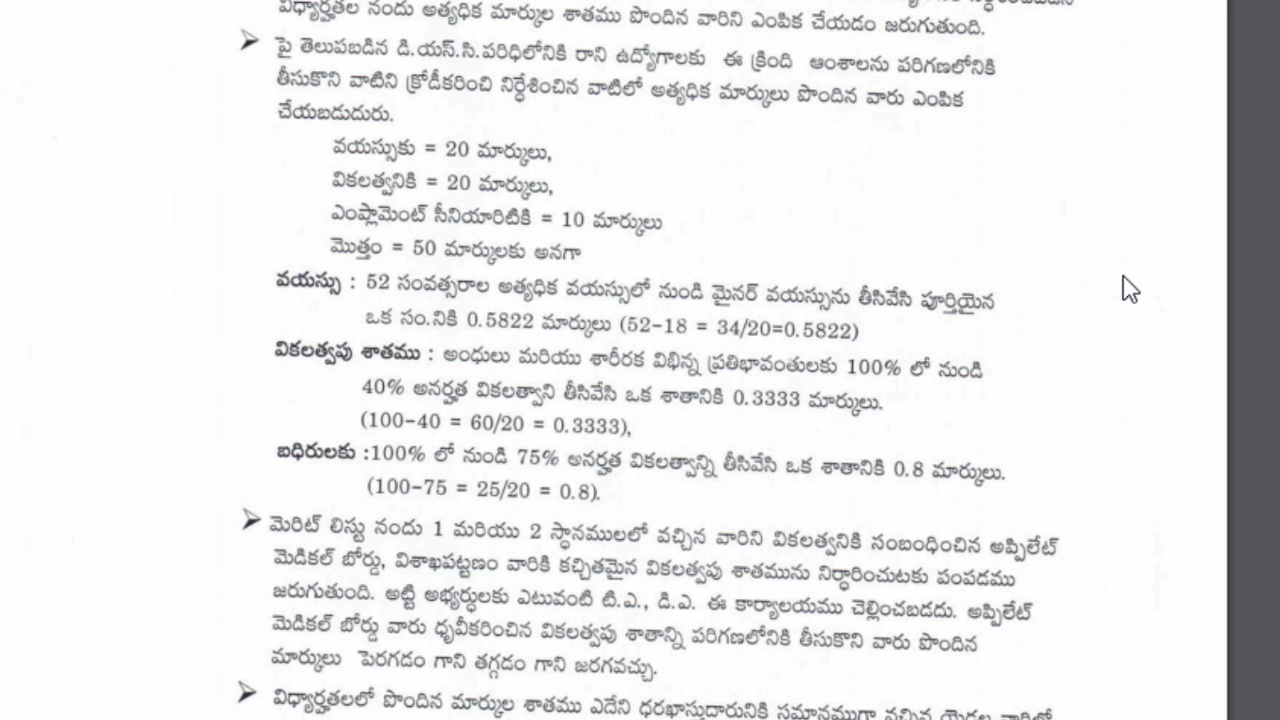 విద్యార్హతల నందు అత్యధిక మార్కుల శాతము పొందిన వారిని ఎంపిక చేయడం జరుగుతుంది.
➢ పై తెలుపబడిన డి.యస్.సి.పరిధిలోనికి రాని ఉద్యోగాలకు ఈ క్రింది అంశాలను పరిగణలోనికి
తీసుకొని వాటిని క్రోడీకరించి నిర్ధేశించిన వాటిలో అత్యధిక మార్కులు పొందిన వారు ఎంపిక
చేయబడుదురు.
వయస్సుకు = 20 మార్కులు,
వికలత్వనికి = 20 మార్కులు,
ఎంప్లామెంట్ సీనియారిటికి = 10 మార్కులు
మొత్తం = 50 మార్కులకు అనగా
వయస్సు : 52 సంవత్సరాల అత్యధిక వయస్సులో నుండి మైనర్ వయస్సును తీసివేసి పూర్తియైన
ఒక సం.నికి 0.5822 మార్కులు (52-18 = 34/20=0.5822)
వికలత్వపు శాతము : అంధులు మరియు శారీరక విభిన్న ప్రతిభావంతులకు 100% లో నుండి
40% అనర్హత వికలత్వాని తీసివేసి ఒక శాతానికి 0.3333 మార్కులు.
(100-40 = 60/20 = 0.3333),
బధిరులకు :100% లో నుండి 75% అనర్హత వికలత్వాన్ని తీసివేసి ఒక శాతానికి 0.8 మార్కులు.
(100-75 = 25/20 = 0.8).
➢ మెరిట్ లిస్టు నందు 1 మరియు 2 స్ధానములలో వచ్చిన వారిని వికలత్వనికి సంబంధించిన అప్పిలేట్
మెడికల్ బోర్డు, విశాఖపట్టణం వారికి కచ్చితమైన వికలత్వపు శాతమును నిర్ధారించుటకు పంపడము
జరుగుతుంది. అట్టి అభ్యర్ధులకు ఎటువంటి టి.ఎ., డి.ఎ. ఈ కార్యాలయము చెల్లించబడదు. అప్పిలేట్
మెడికల్ బోర్డు వారు ధృవీకరించిన వికలత్వపు శాతాన్ని పరిగణలోనికి తీసుకొని వారు పొందిన
మార్కులు పెరగడం గాని తగ్గడం గాని జరగవచ్చు.
➢ విధ్యార్హతలలో పొందిన మార్కుల శాతము ఎదేని ధరఖాస్తుదారునికి సమానముగా వచ్చిన యెడల వారిలో